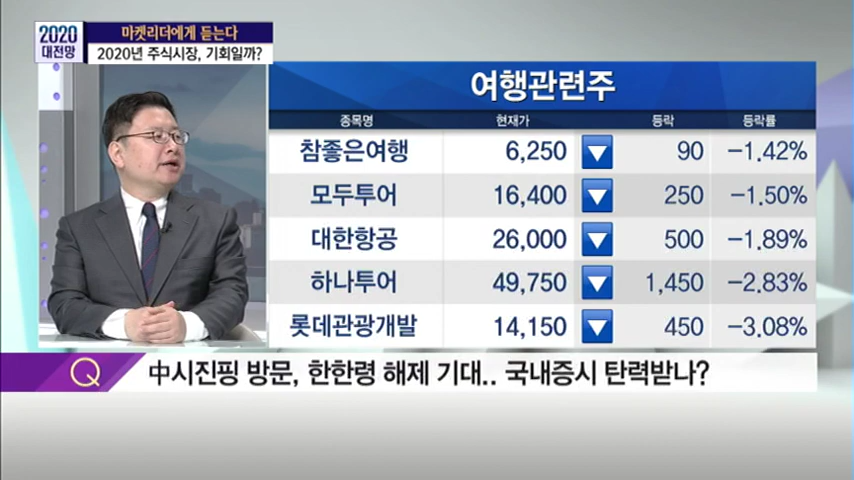 2020
대전망
마켓리더에게 듣는다
2020년 주식시장, 기회일까?
여행관련주
종목명 현재가 등락 등락률
참좋은여행 6,250 ▼ 90 -1.42%
모두투어 16,400 ▼ 250 -1.50%
대한항공 26,000 ▼ 500 -1.89%
하나투어 49,750 ▼ 1,450 -2.83%
롯데관광개발 14,150 ▼ 450 -3.08%
Q 中시진핑 방문, 한한령 해제 기대.. 국내증시 탄력받나?